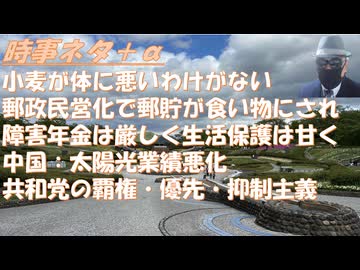 時事ネタ＋α
小麦が体に悪いわけがない
郵政民営化で郵貯が食い物にされ
障害年金は厳しく生活保護は甘く
中国：太陽光業績悪化
共和党の覇権・優先・抑制主義